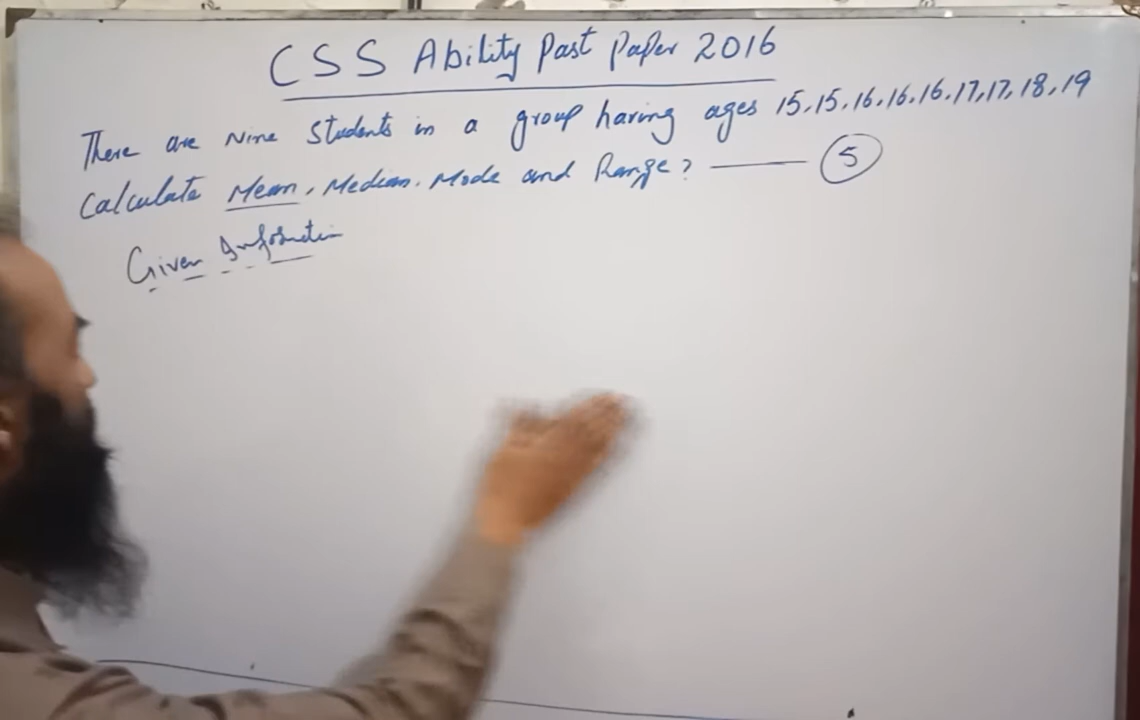 CSS Ability Past Paper 2016
There are Nine Students in a group having ages 15,15,16,16,16,17,17,18,19
Calculate Mean, Median, Mode and Range? —— 5
Given Information